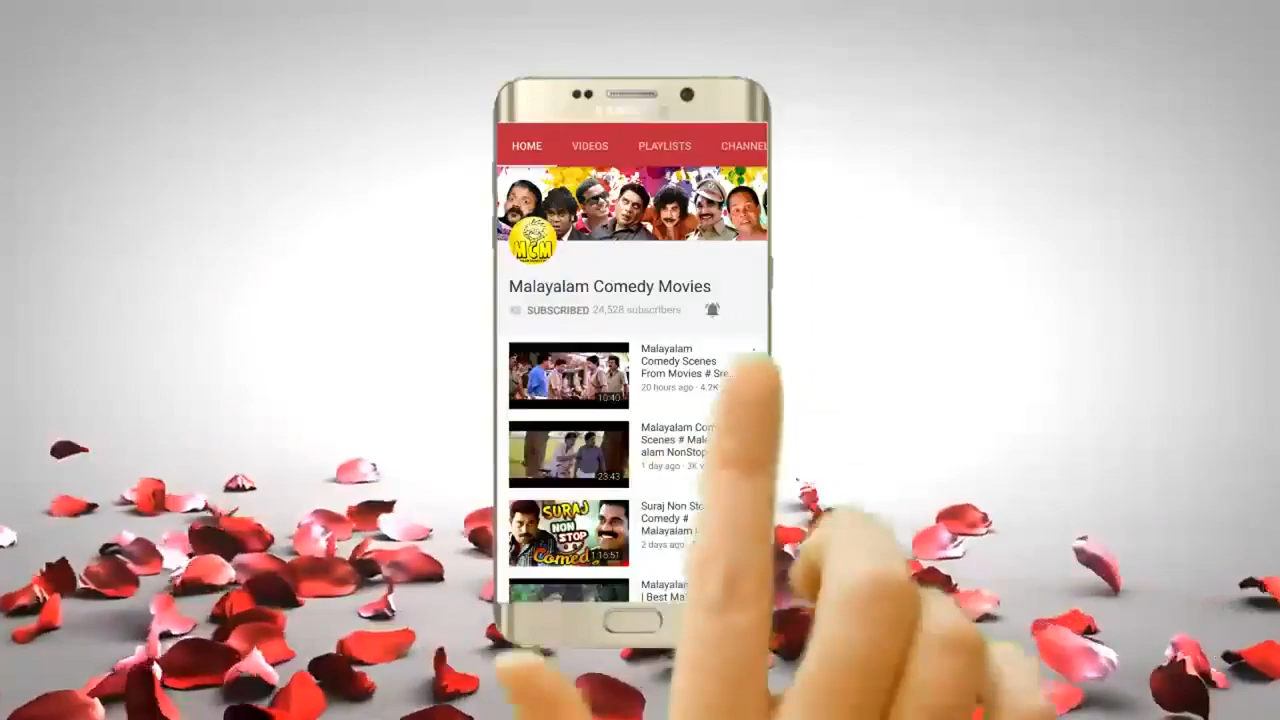 HOME VIDEOS PLAYLISTS CHANNEL
MCM
Malayalam Comedy Movies
SUBSCRIBED 24,528 subscribers
Malayalam
Comedy Scenes
From Movies # Sre...
20 hours ago · 4.2K
10:40
Malayalam Com
Scenes # Mal
alam NonStop
1 day ago · 3K v
23:43
Suraj Non Sto
Comedy #
Malayalam
2 days ago ·
SURAJ
NON
STOP
Comedy
1:16:51
Malayalam
| Best Ma